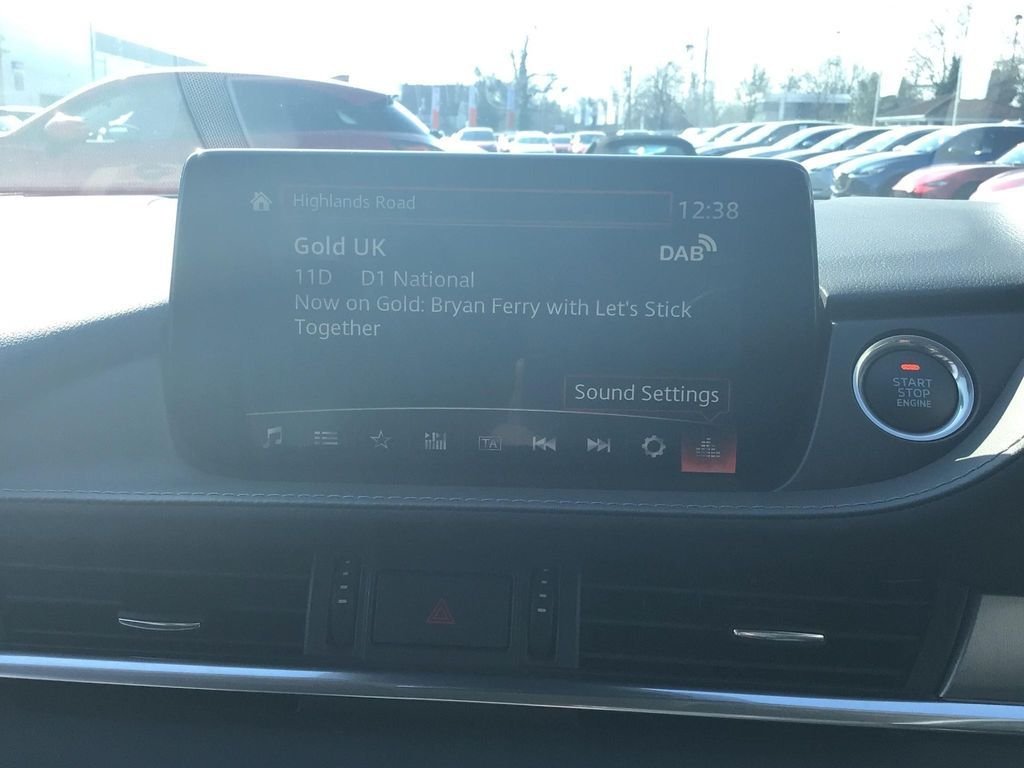 Highlands Road
12:38
Gold UK
DAB
11D D1 National
Now on Gold: Bryan Ferry with Let's Stick
Together
Sound Settings
TA
START
STOP
ENGINE